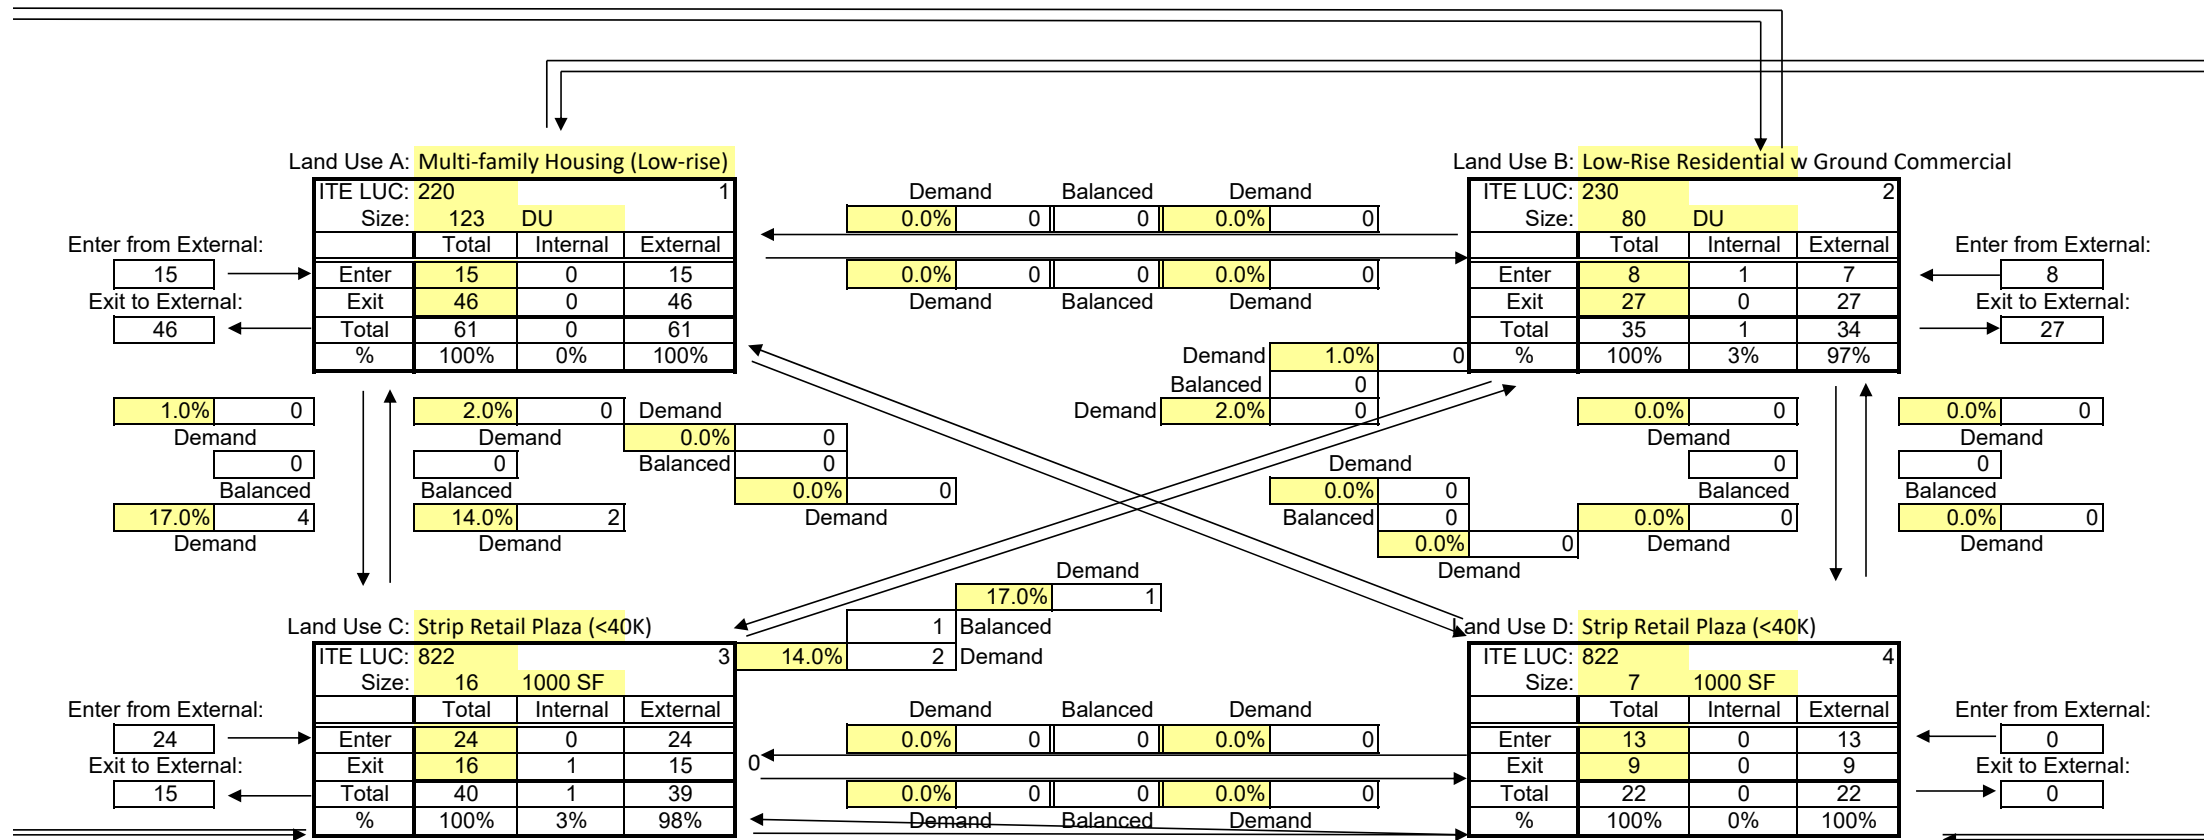 Land Use A: Multi-family Housing (Low-rise) Land Use B: Low-Rise Residential w Ground Commercial
ITE LUC: 220 1 Demand Balanced Demand ITE LUC: 230 2
Size: 123 DU 0.0% 0 0 0.0% 0 Size: 80 DU
Enter from External: Total Internal External Total Internal External Enter from External:
15 Enter 15 0 15 0.0% 0 0 0.0% 0 Enter 8 1 7 8
Exit to External: Exit 46 0 46 Demand Balanced Demand Exit 27 0 27 Exit to External:
46 Total 61 0 61 Total 35 1 34 27
% 100% 0% 100% Demand 1.0% 0 % 100% 3% 97%
Balanced 0
1.0% 0 2.0% 0 Demand Demand 2.0% 0 0.0% 0 0.0% 0
Demand Demand 0.0% 0 Demand Demand
0 0 Balanced 0 Demand 0 0
Balanced Balanced 0.0% 0 0.0% 0 Balanced Balanced
17.0% 4 14.0% 2 Demand Balanced 0 0.0% 0 0.0% 0
Demand Demand 0.0% 0 Demand Demand
Demand Demand
17.0% 1
Land Use C: Strip Retail Plaza (<40K) 1 Balanced Land Use D: Strip Retail Plaza (<40K)
ITE LUC: 822 3 14.0% 2 Demand ITE LUC: 822 4
Size: 16 1000 SF Size: 7 1000 SF
Enter from External: Total Internal External Demand Balanced Demand Total Internal External Enter from External:
24 Enter 24 0 24 0.0% 0 0 0.0% 0 Enter 13 0 13 0
Exit to External: Exit 16 1 15 0 Exit 9 0 9 Exit to External:
15 Total 40 1 39 0.0% 0 0 0.0% 0 Total 22 0 22 0
% 100% 3% 98% Demand Balanced Demand % 100% 0% 100%